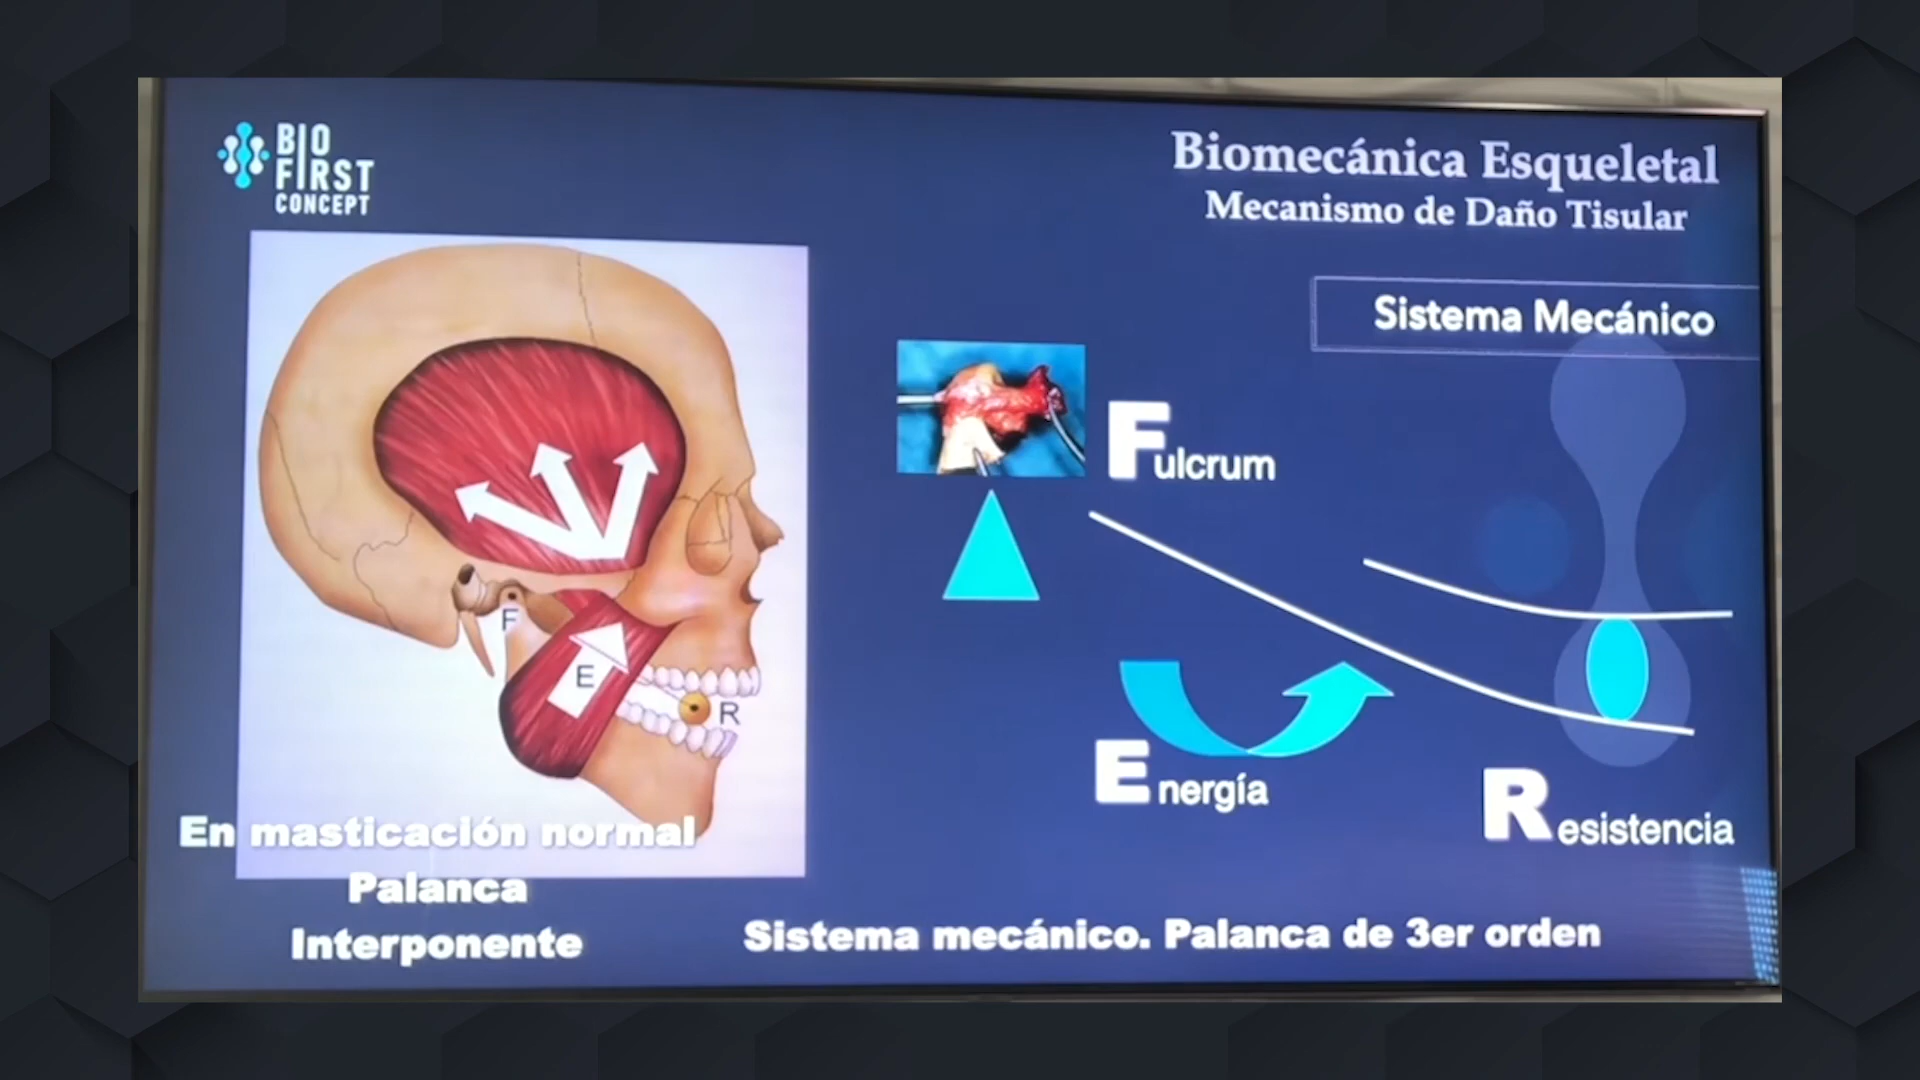 BIO
FIRST
CONCEPT
Biomecánica Esqueletal
Mecanismo de Daño Tisular
Sistema Mecánico
Fulcrum
F
E
R
Energía
Resistencia
En masticación normal
Palanca
Interponente
Sistema mecánico. Palanca de 3er orden